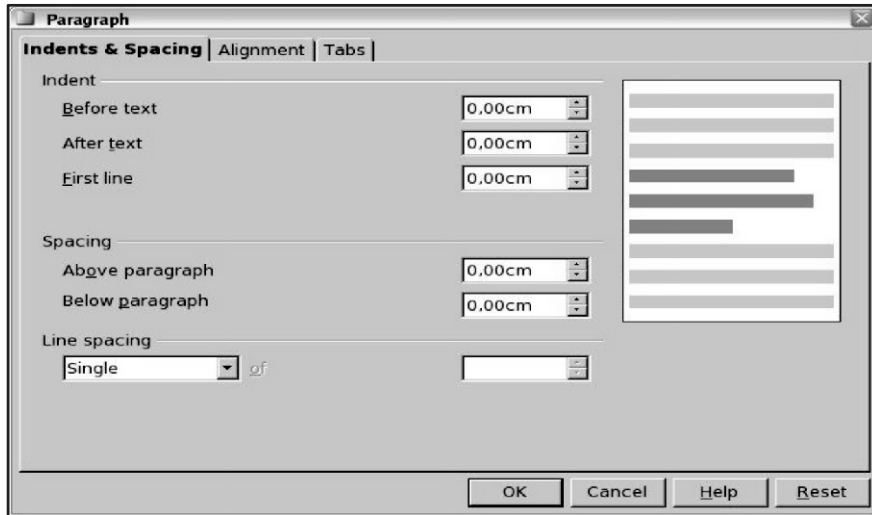 Paragraph
Indents & Spacing Alignment Tabs
Indent
Before text 0,00cm
After text 0,00cm
First line 0,00cm
Spacing
Above paragraph 0,00cm
Below paragraph 0,00cm
Line spacing
Single of
OK Cancel Help Reset